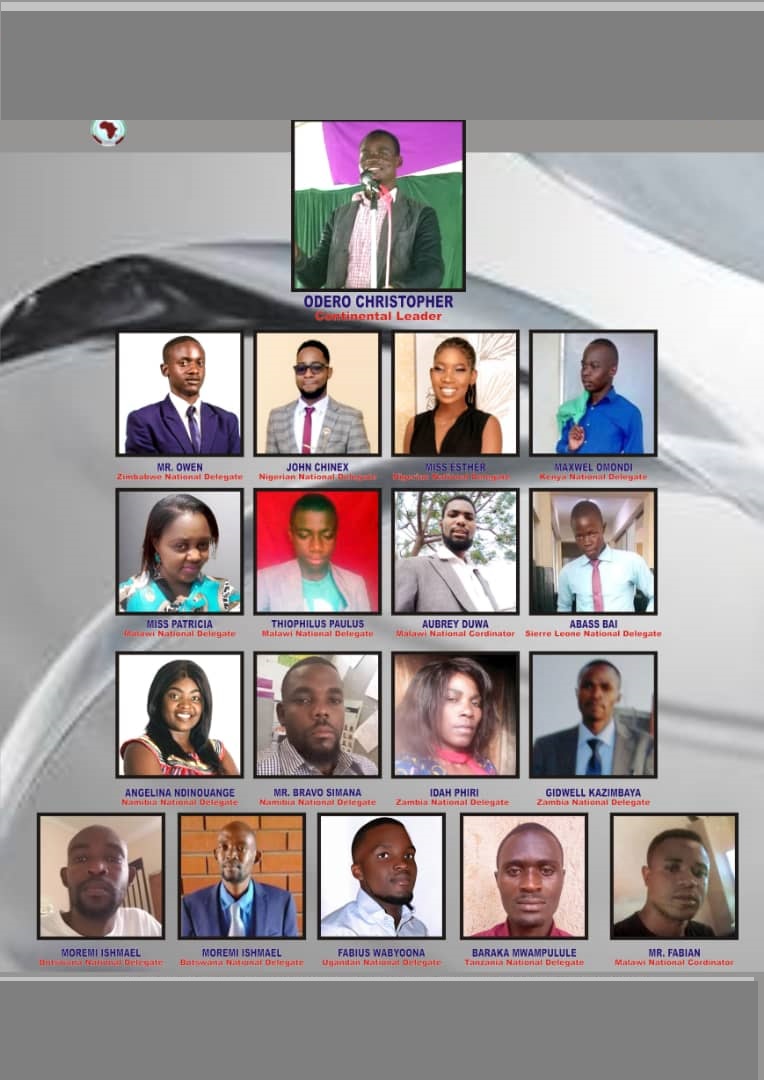 ODERO CHRISTOPHER
Continental Leader
MR. OWEN
Zimbabwe National Delegate
JOHN CHINEX
Nigerian National Delegate
MISS ESTHER
Nigerian National Delegate
MAXWEL OMONDI
Kenya National Delegate
MISS PATRICIA
Malawi National Delegate
THIOPHILUS PAULUS
Malawi National Delegate
AUBREY DUWA
Malawi National Cordinator
ABASS BAI
Sierre Leone National Delegate
ANGELINA NDINOUANGE
Namibia National Delegate
MR. BRAVO SIMANA
Namibia National Delegate
IDAH PHIRI
Zambia National Delegate
GIDWELL KAZIMBAYA
Zambia National Delegate
MOREMI ISHMAEL
Botswana National Delegate
MOREMI ISHMAEL
Botswana National Delegate
FABIUS WABYOONA
Ugandan National Delegate
BARAKA MWAMPULULE
Tanzania National Delegate
MR. FABIAN
Malawi National Cordinator